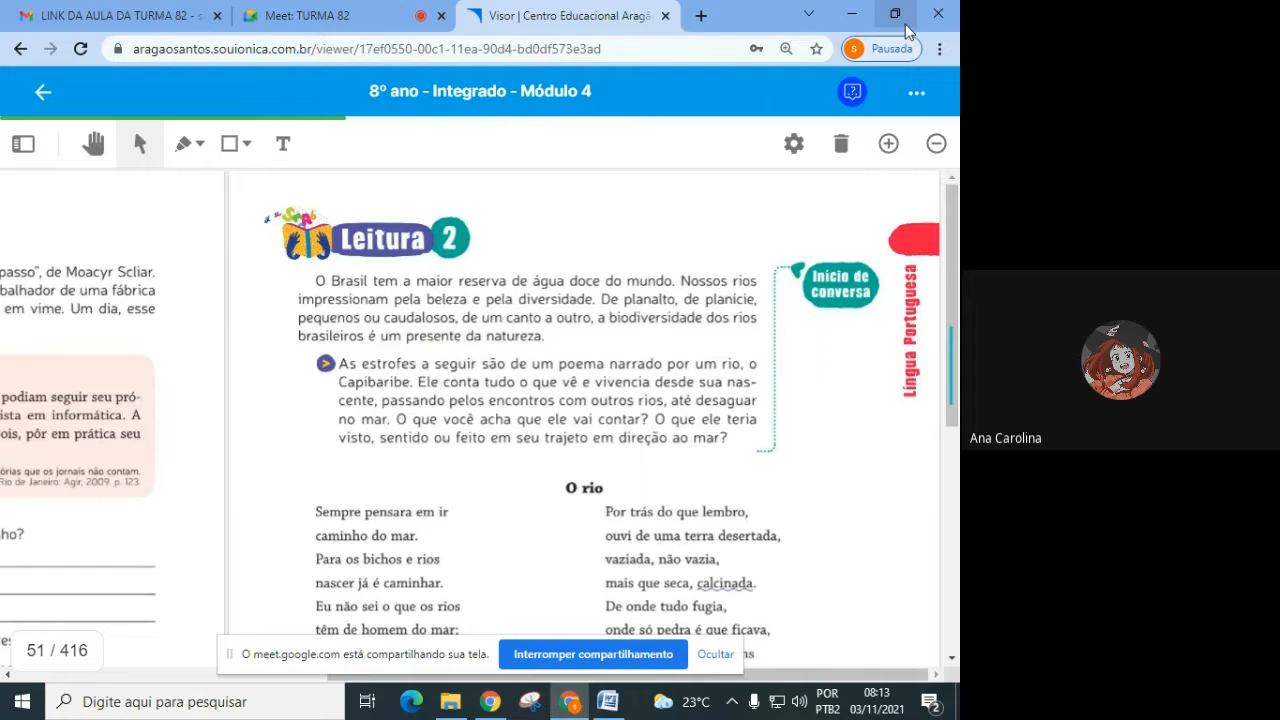 LINK DA AULA DA TURMA 82 - s
Meet: TURMA 82
Visor | Centro Educacional Aragã
aragaosantos.souionica.com.br/viewer/17ef0550-00c1-11ea-90d4-bd0df573e3ad
S
Pausada
8º ano - Integrado - Módulo 4
T
passo", de Moacyr Scliar.
balhador de uma fábrica
em vime. Um dia, esse
podiam seguir seu pró-
ista em informática. A
ois, pôr em prática seu
órias que os jornais não contam.
Rio de Janeiro: Agir, 2009. p. 123.
nho?
Leitura 2
O Brasil tem a maior reserva de água doce do mundo. Nossos rios
impressionam pela beleza e pela diversidade. De planalto, de planície,
pequenos ou caudalosos, de um canto a outro, a biodiversidade dos rios
brasileiros é um presente da natureza.
As estrofes a seguir são de um poema narrado por um rio, o
Capibaribe. Ele conta tudo o que vê e vivencia desde sua nas-
cente, passando pelos encontros com outros rios, até desaguar
no mar. O que você acha que ele vai contar? O que ele teria
visto, sentido ou feito em seu trajeto em direção ao mar?
Início de
conversa
Língua Portuguesa
O rio
Sempre pensara em ir
caminho do mar.
Para os bichos e rios
nascer já é caminhar.
Eu não sei o que os rios
têm de homem do mar;
Por trás do que lembro,
ouvi de uma terra desertada,
vaziada, não vazia,
mais que seca, calcinada.
De onde tudo fugia,
onde só pedra é que ficava,
ns
51 / 416
O meet.google.com está compartilhando sua tela.
Interromper compartilhamento
Ocultar
Ana Carolina
Digite aqui para pesquisar
23°C
POR
PTB2
08:13
03/11/2021
2